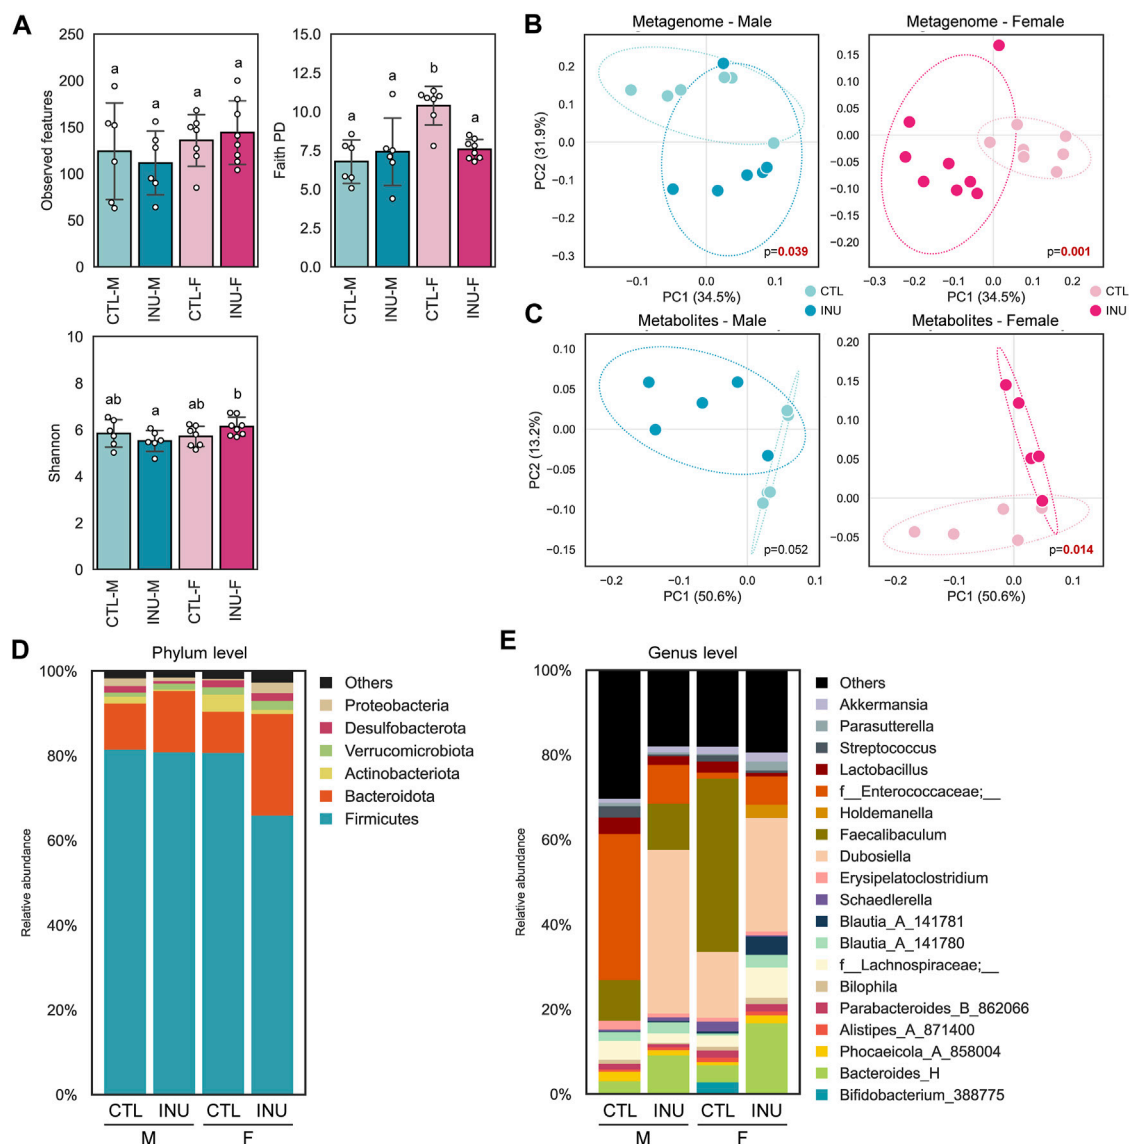 A
250
200
150
100
50
0
Observed features
a
a
a
a
CTL-M
INU-M
CTL-F
INU-F
15.0
12.5
10.0
7.5
5.0
2.5
0.0
Faith PD
a
a
b
a
CTL-M
INU-M
CTL-F
INU-F
10
8
6
4
2
0
Shannon
ab
a
ab
b
CTL-M
INU-M
CTL-F
INU-F
B
Metagenome - Male
0.2
0.1
0.0
−0.1
−0.2
−0.3
PC2 (31.9%)
p=0.039
−0.1
0.0
0.1
PC1 (34.5%)
CTL
INU
Metagenome - Female
0.15
0.10
0.05
0.00
−0.05
−0.10
−0.15
−0.20
p=0.001
−0.3
−0.2
−0.1
0.0
0.1
0.2
PC1 (34.5%)
CTL
INU
C
Metabolites - Male
0.10
0.05
0.00
−0.05
−0.10
−0.15
PC2 (13.2%)
p=0.052
−0.2
−0.1
0.0
0.1
PC1 (50.6%)
Metabolites - Female
0.20
0.15
0.10
0.05
0.00
−0.05
p=0.014
−0.2
−0.1
0.0
0.1
PC1 (50.6%)
D
Phylum level
100%
80%
60%
40%
20%
0%
Relative abundance
CTL INU CTL INU
M F
Others
Proteobacteria
Desulfobacterota
Verrucomicrobiota
Actinobacteriota
Bacteroidota
Firmicutes
E
Genus level
100%
80%
60%
40%
20%
0%
Relative abundance
CTL INU CTL INU
M F
Others
Akkermansia
Parasutterella
Streptococcus
Lactobacillus
f__Enterococcaceae;__
Holdemanella
Faecalibaculum
Dubosiella
Erysipelatoclostridium
Schaedlerella
Blautia_A_141781
Blautia_A_141780
f__Lachnospiraceae;__
Bilophila
Parabacteroides_B_862066
Alistipes_A_871400
Phocaeicola_A_858004
Bacteroides_H
Bifidobacterium_388775